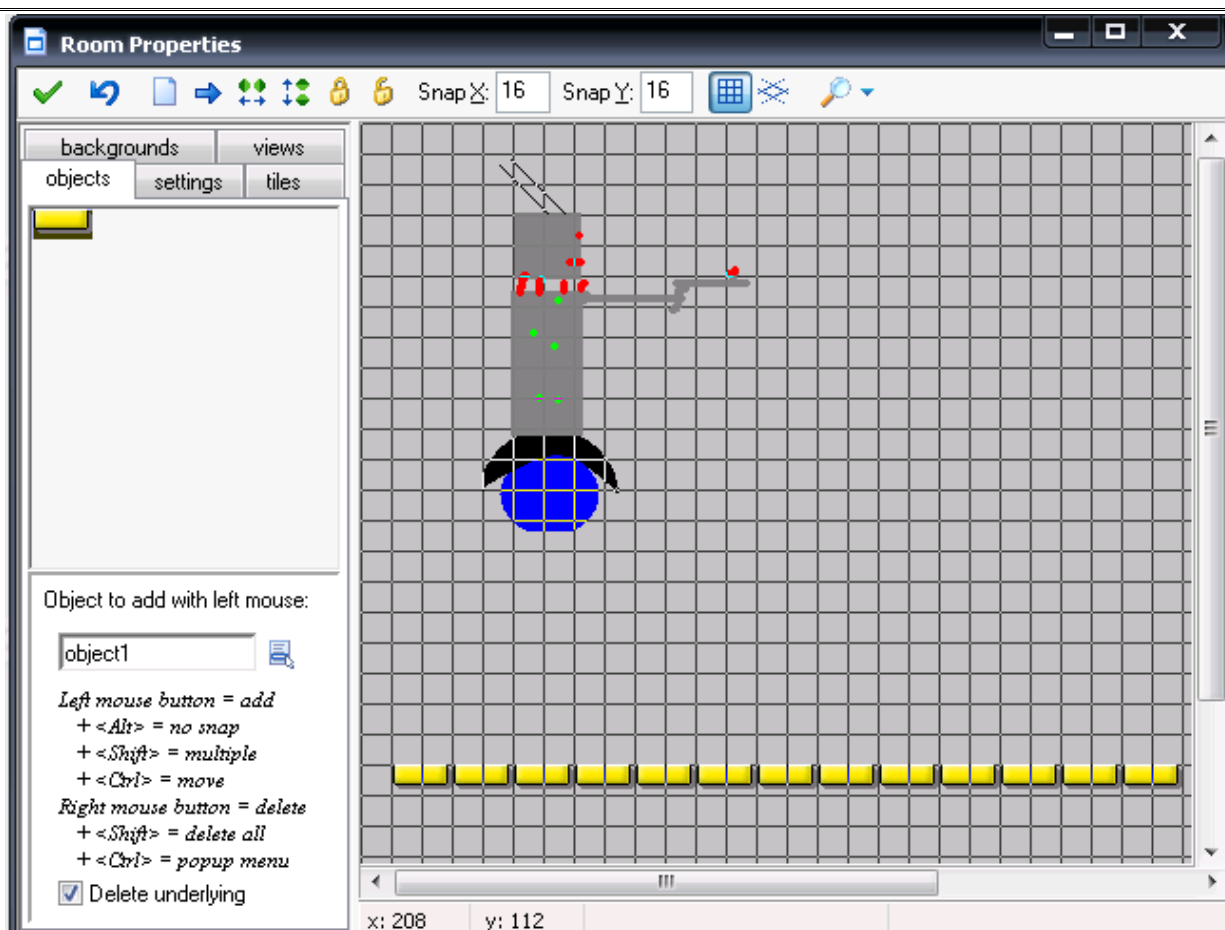 Room Properties
Snap X: 16 Snap Y: 16
backgrounds views
objects settings tiles
Object to add with left mouse:
object1
Left mouse button = add
+ <Alt> = no snap
+ <Shift> = multiple
+ <Ctrl> = move
Right mouse button = delete
+ <Shift> = delete all
+ <Ctrl> = popup menu
Delete underlying
x: 208 y: 112